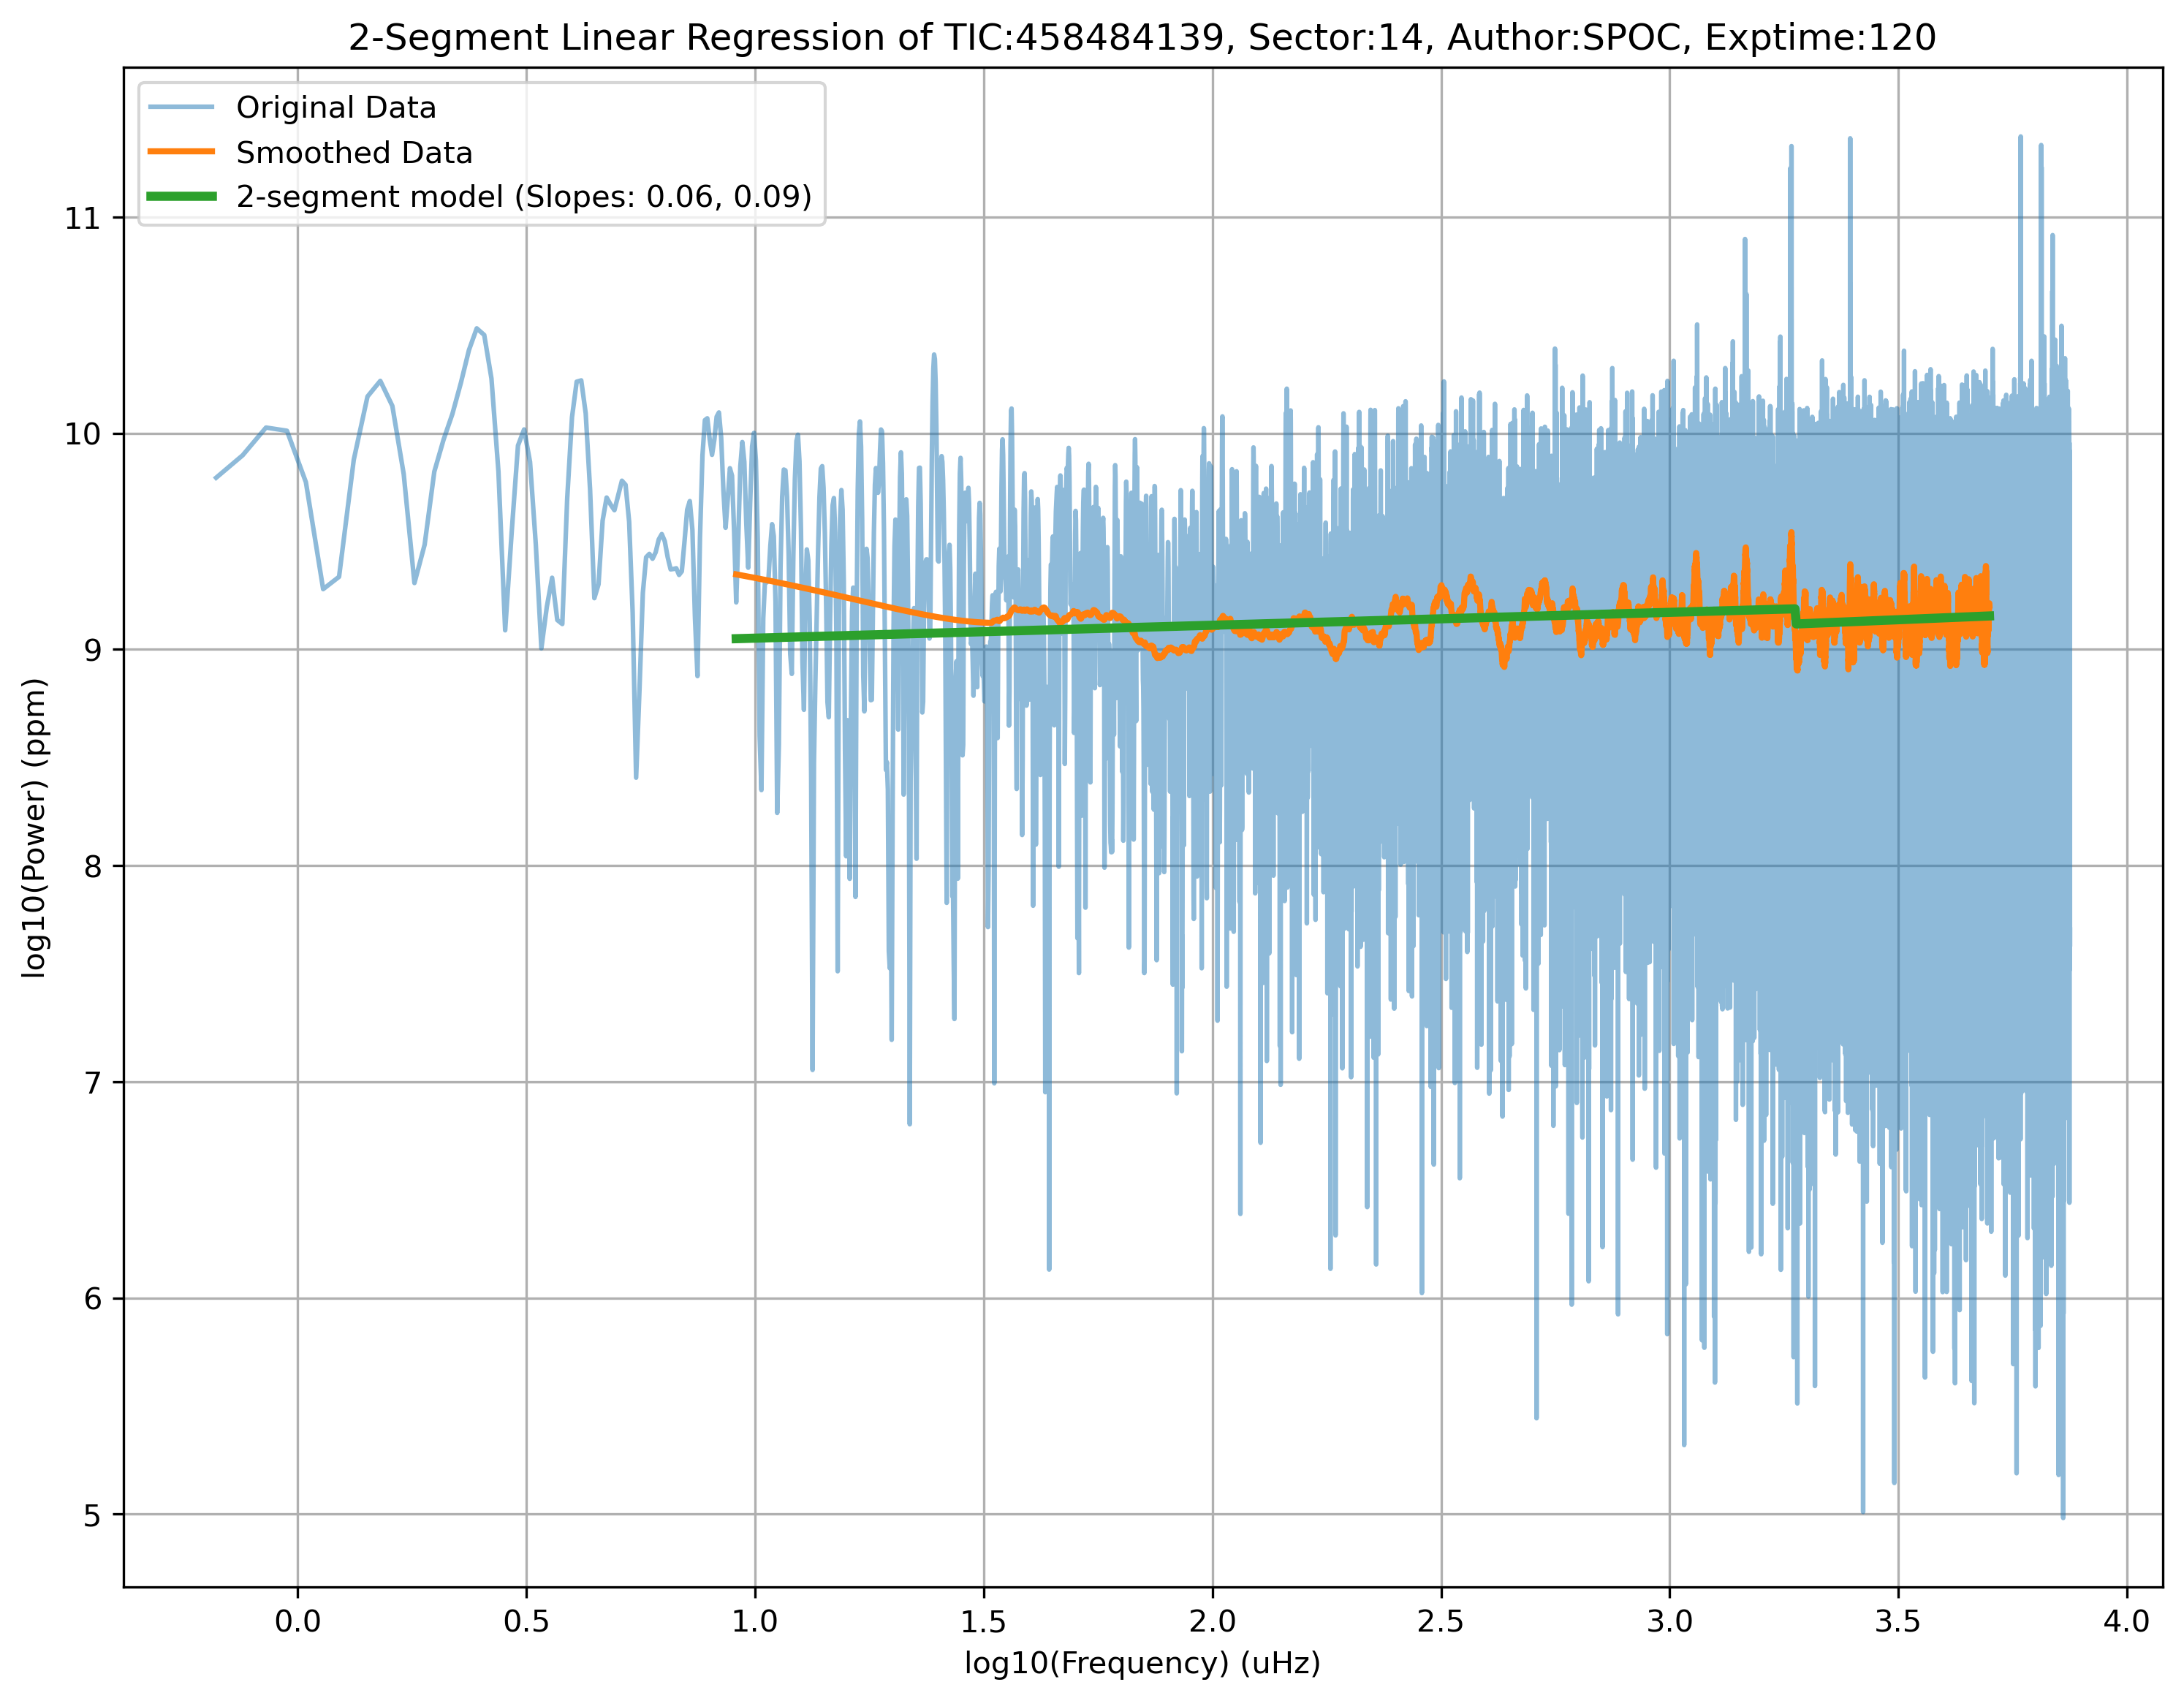 2-Segment Linear Regression of TIC:458484139, Sector:14, Author:SPOC, Exptime:120
Original Data
Smoothed Data
2-segment model (Slopes: 0.06, 0.09)
11
10
9
8
7
6
5
log10(Power) (ppm)
0.0 0.5 1.0 1.5 2.0 2.5 3.0 3.5 4.0
log10(Frequency) (uHz)